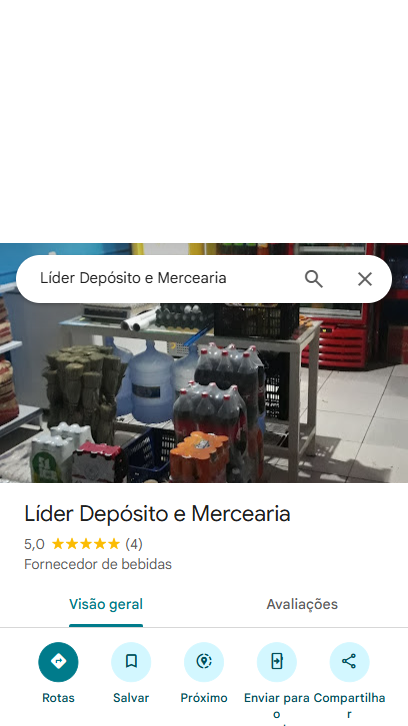 Líder Depósito e Mercearia
Líder Depósito e Mercearia
5,0 (4)
Fornecedor de bebidas
Visão geral Avaliações
Rotas Salvar Próximo Enviar para Compartilha
o r